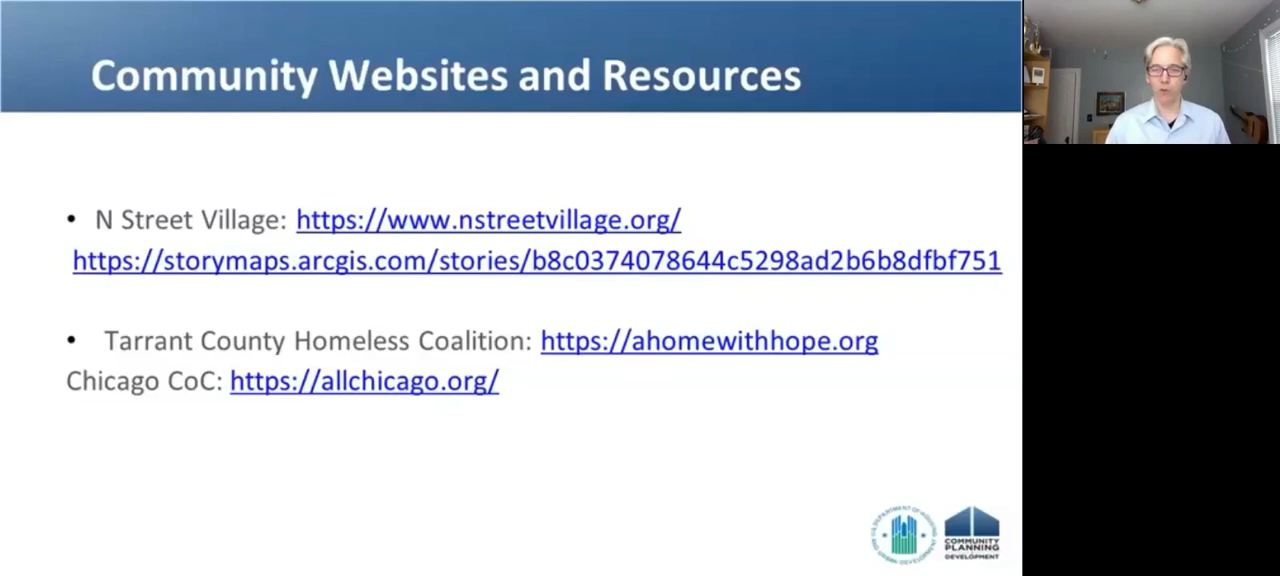 Community Websites and Resources
• N Street Village: https://www.nstreetvillage.org/
https://storymaps.arcgis.com/stories/b8c0374078644c5298ad2b6b8dfbf751
• Tarrant County Homeless Coalition: https://ahomewithhope.org
Chicago CoC: https://allchicago.org/
COMMUNITY
PLANNING
DEVELOPMENT